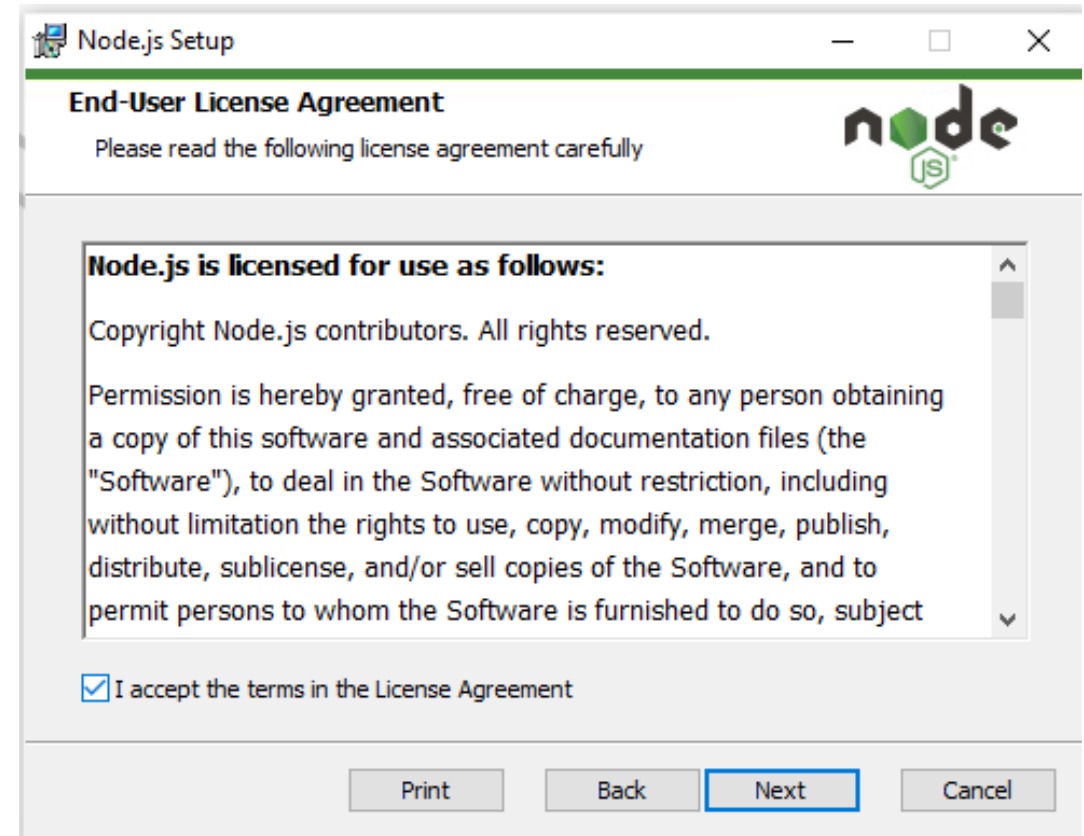 Node.js Setup
End-User License Agreement
Please read the following license agreement carefully
node
JS
Node.js is licensed for use as follows:
Copyright Node.js contributors. All rights reserved.
Permission is hereby granted, free of charge, to any person obtaining
a copy of this software and associated documentation files (the
"Software"), to deal in the Software without restriction, including
without limitation the rights to use, copy, modify, merge, publish,
distribute, sublicense, and/or sell copies of the Software, and to
permit persons to whom the Software is furnished to do so, subject
I accept the terms in the License Agreement
Print Back Next Cancel